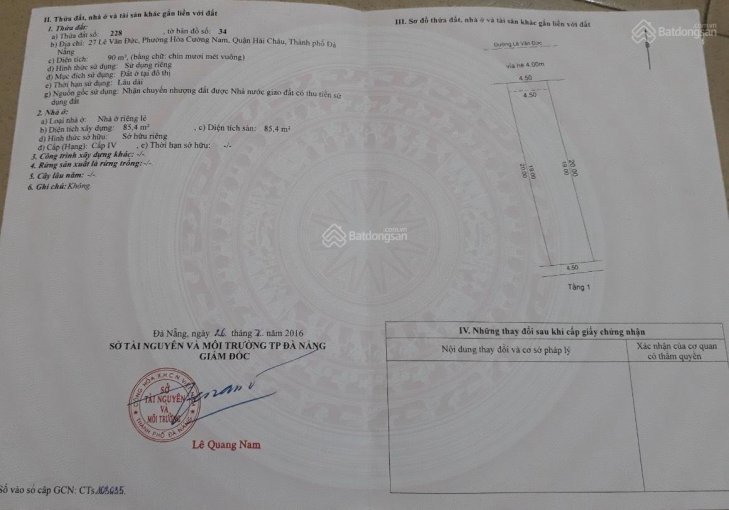 II. Thửa đất, nhà ở và tài sản khác gắn liền với đất
1. Thửa đất:
a) Thửa đất số: 228 , tờ bản đồ số: 34
b) Địa chỉ: 27 Lê Văn Đức, Phường Hòa Cường Nam, Quận Hải Châu, Thành phố Đà
Nẵng
c) Diện tích: 90 m², (bằng chữ: chín mươi mét vuông)
d) Hình thức sử dụng: Sử dụng riêng
đ) Mục đích sử dụng: Đất ở tại đô thị
e) Thời hạn sử dụng: Lâu dài
g) Nguồn gốc sử dụng: Nhận chuyển nhượng đất được Nhà nước giao đất có thu tiền sử
dụng đất
2. Nhà ở:
a) Loại nhà ở: Nhà ở riêng lẻ
b) Diện tích xây dựng: 85,4 m² , c) Diện tích sàn: 85,4 m²
d) Hình thức sở hữu: Sở hữu riêng
đ) Cấp (Hạng): Cấp IV , e) Thời hạn sở hữu: -/-
3. Công trình xây dựng khác: -/-
4. Rừng sản xuất là rừng trồng: -/-
5. Cây lâu năm: -/-
6. Ghi chú: Không.
Đà Nẵng, ngày 26 tháng 2 năm 2016
SỞ TÀI NGUYÊN VÀ MÔI TRƯỜNG TP ĐÀ NẴNG
GIÁM ĐỐC
CỘNG HÒA XHCN VIỆT NAM
SỞ
TÀI NGUYÊN
VÀ
MÔI TRƯỜNG
THÀNH PHỐ ĐÀ NẴNG
Lê Quang Nam
Số vào sổ cấp GCN: CTs
III. Sơ đồ thửa đất, nhà ở và tài sản khác gắn liền với đất
Đường Lê Văn Đức
Vỉa hè 4.00m
4.50
4.50
20.00
19.00
19.00
20.00
4.50
Tầng 1
IV. Những thay đổi sau khi cấp giấy chứng nhận
Nội dung thay đổi và cơ sở pháp lý
Xác nhận của cơ quan
có thẩm quyền
Batdongsan
.com.vn
Batdongsan
.com.vn
Batdongsan
.com.vn